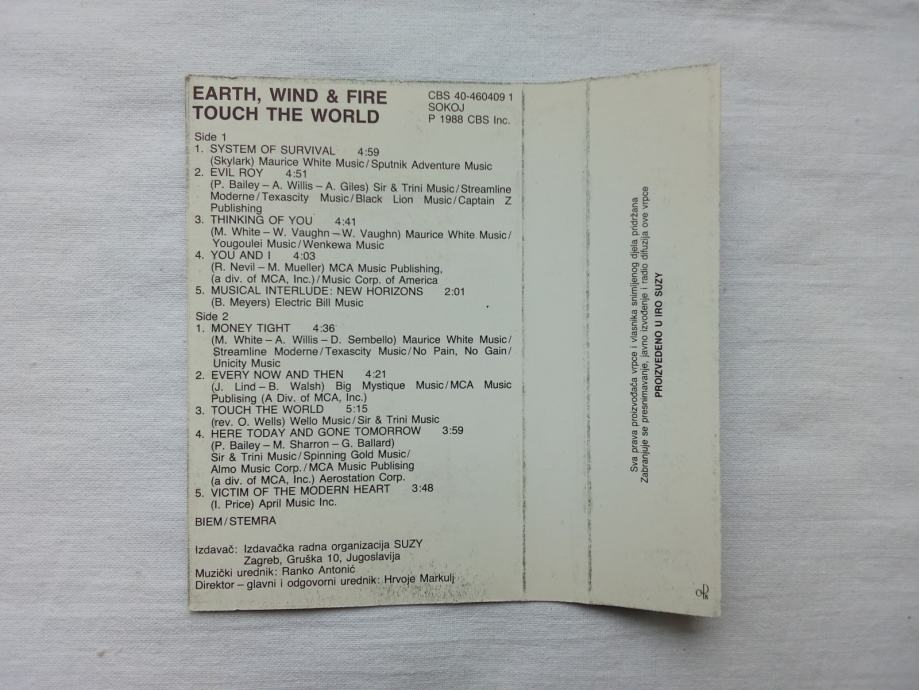 EARTH, WIND & FIRE
TOUCH THE WORLD
CBS 40-460409 1
SOKOJ
P 1988 CBS Inc.
Side 1
1. SYSTEM OF SURVIVAL 4:59
(Skylark) Maurice White Music/Sputnik Adventure Music
2. EVIL ROY 4:51
(P. Bailey – A. Willis – A. Giles) Sir & Trini Music/Streamline
Moderne/Texascity Music/Black Lion Music/Captain Z
Publishing
3. THINKING OF YOU 4:41
(M. White – W. Vaughn – W. Vaughn) Maurice White Music/
Yougoulei Music/Wenkewa Music
4. YOU AND I 4:03
(R. Nevil – M. Mueller) MCA Music Publishing,
(a div. of MCA, Inc.)/Music Corp. of America
5. MUSICAL INTERLUDE: NEW HORIZONS 2:01
(B. Meyers) Electric Bill Music
Side 2
1. MONEY TIGHT 4:36
(M. White – A. Willis – D. Sembello) Maurice White Music/
Streamline Moderne/Texascity Music/No Pain, No Gain/
Unicity Music
2. EVERY NOW AND THEN 4:21
(J. Lind – B. Walsh) Big Mystique Music/MCA Music
Publising (A Div. of MCA, Inc.)
3. TOUCH THE WORLD 5:15
(rev. O. Wells) Wello Music/Sir & Trini Music
4. HERE TODAY AND GONE TOMORROW 3:59
(P. Bailey – M. Sharron – G. Ballard)
Sir & Trini Music/Spinning Gold Music/
Almo Music Corp./MCA Music Publising
(a div. of MCA, Inc.) Aerostation Corp.
5. VICTIM OF THE MODERN HEART 3:48
(I. Price) April Music Inc.
BIEM/STEMRA
Izdavač: Izdavačka radna organizacija SUZY
Zagreb, Gruška 10, Jugoslavija
Muzički urednik: Ranko Antonić
Direktor – glavni i odgovorni urednik: Hrvoje Markulj
Sva prava proizvođača vrpce i vlasnika snimljenog djela pridržana
Zabranjuje se presnimavanje, javno izvođenje i radio difuzija ove vrpce
PROIZVEDENO U IRO SUZY